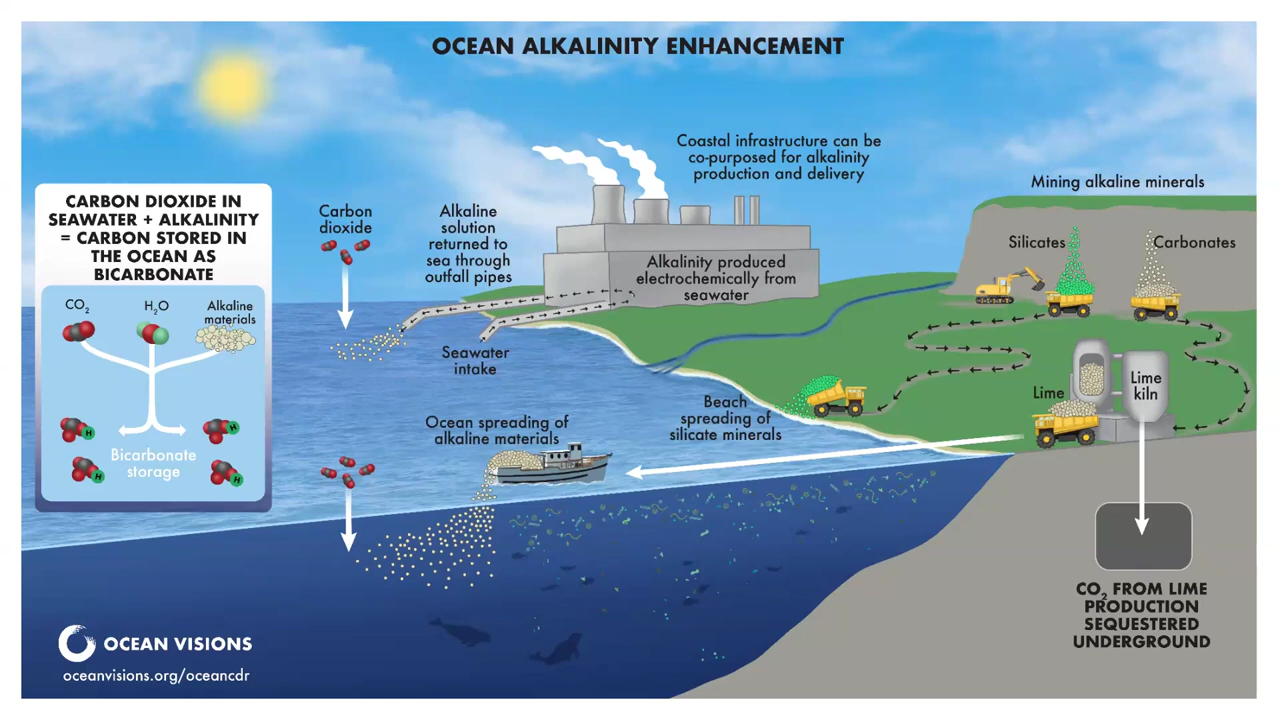 OCEAN ALKALINITY ENHANCEMENT
Coastal infrastructure can be
co-purposed for alkalinity
production and delivery
Mining alkaline minerals
CARBON DIOXIDE IN
SEAWATER + ALKALINITY
= CARBON STORED IN
THE OCEAN AS
BICARBONATE
CO₂
H₂O
Alkaline
materials
H
H
H
H
Bicarbonate
storage
Carbon
dioxide
Alkaline
solution
returned to
sea through
outfall pipes
Alkalinity produced
electrochemically from
seawater
Silicates
Carbonates
Seawater
intake
Lime
Lime
kiln
Beach
spreading of
silicate minerals
Ocean spreading of
alkaline materials
CO₂ FROM LIME
PRODUCTION
SEQUESTERED
UNDERGROUND
OCEAN VISIONS
oceanvisions.org/oceancdr